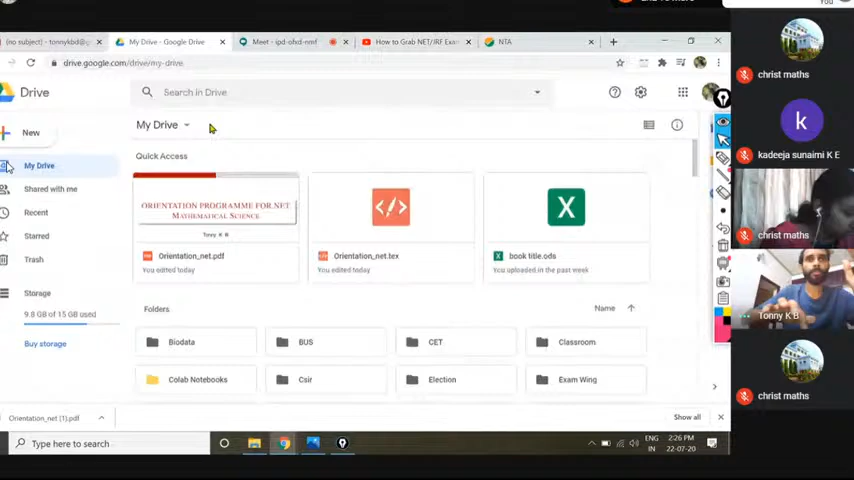 You
(no subject) - tonnykbd@g
My Drive - Google Drive
Meet - ipd-ofsd-nmf
How to Grab NET/JRF Exam
NTA
drive.google.com/drive/my-drive
Drive
Search in Drive
New
My Drive
My Drive
Shared with me
Recent
Starred
Trash
Storage
9.8 GB of 15 GB used
Buy storage
Quick Access
ORIENTATION PROGRAMME FOR NET
MATHEMATICAL SCIENCE
Orientation_net.pdf
You edited today
Orientation_net.tex
You edited today
X
book title.ods
You uploaded in the past week
Folders
Name
Biodata
BUS
CET
Classroom
Colab Notebooks
Csir
Election
Exam Wing
Orientation_net (1).pdf
Show all
Type here to search
ENG
IN
2:26 PM
22-07-20
christ maths
k
kadeeja sunaimi K E
christ maths
Tonny K B
christ maths